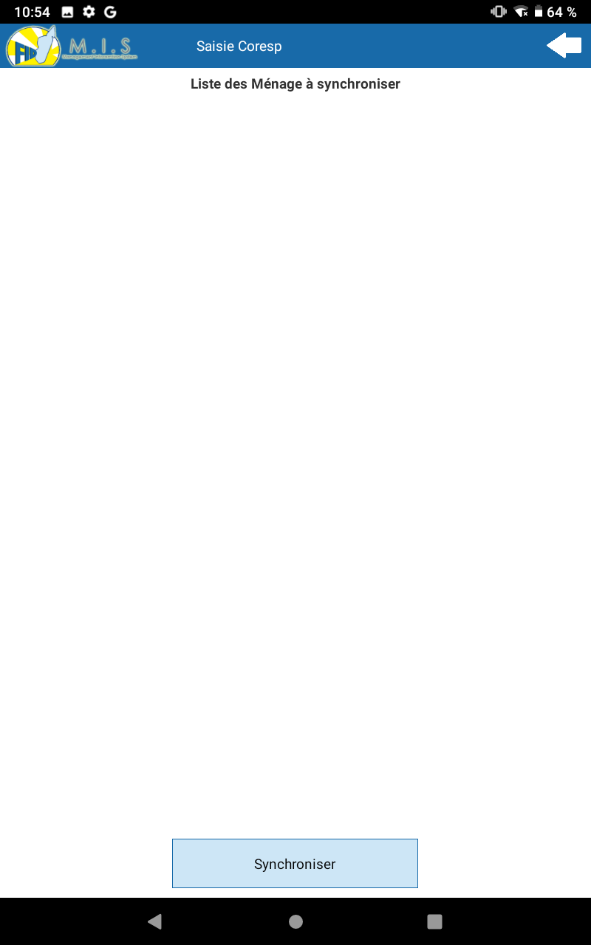 10:54
64 %
M.I.S
Saisie Coresp
Liste des Ménage à synchroniser
Synchroniser